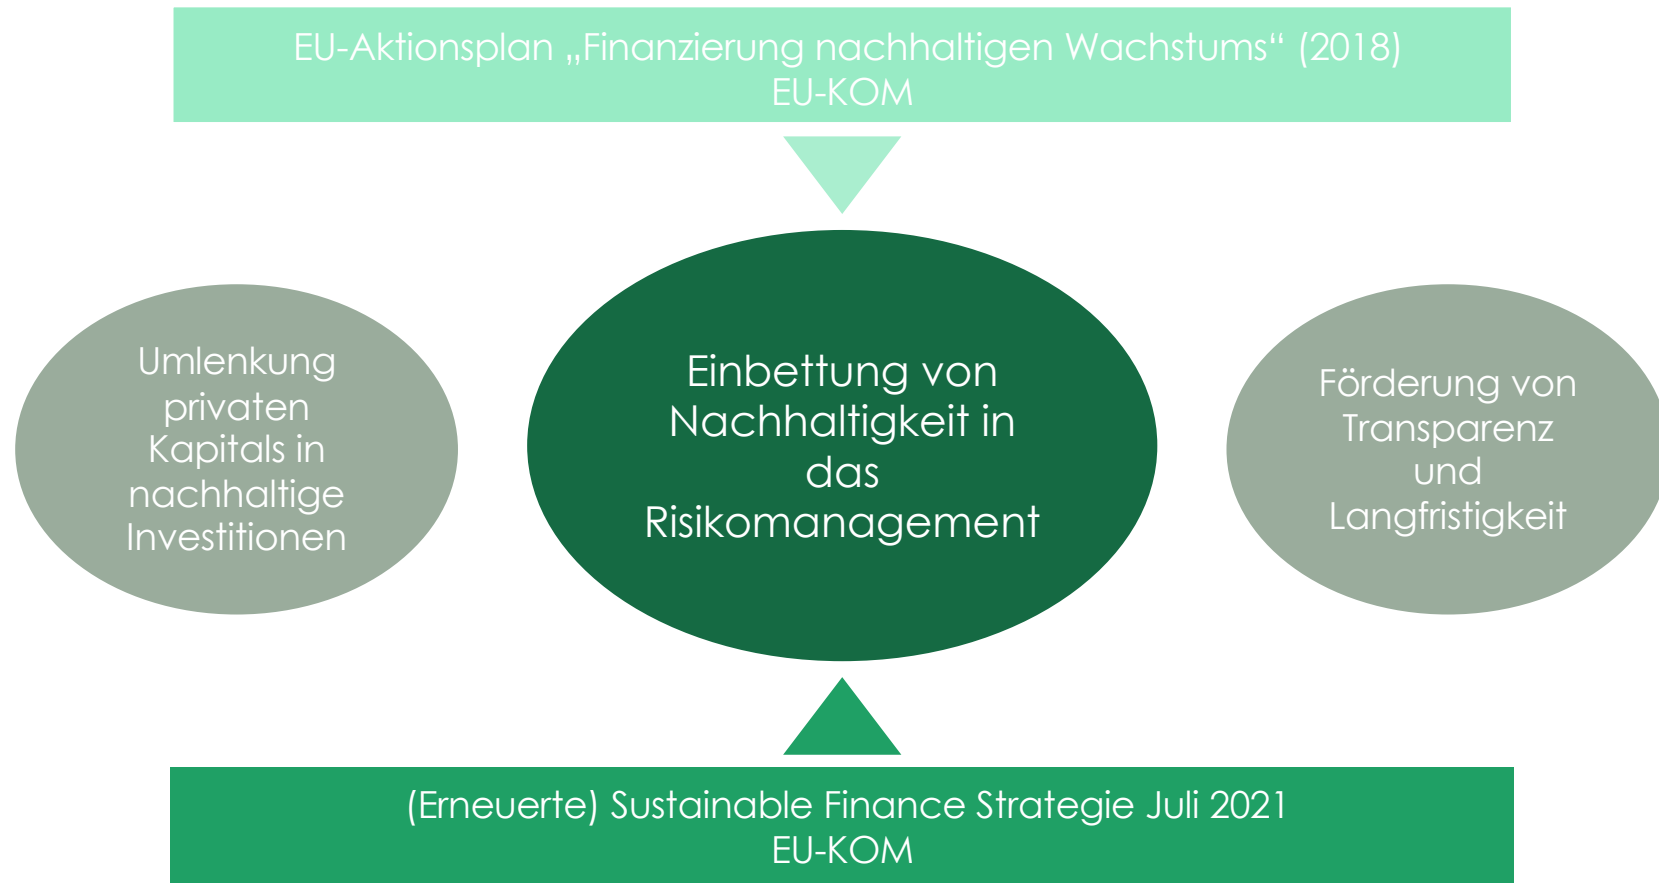 EU-Aktionsplan „Finanzierung nachhaltigen Wachstums“ (2018)
EU-KOM
Umlenkung
privaten
Kapitals in
nachhaltige
Investitionen
Einbettung von
Nachhaltigkeit in
das
Risikomanagement
Förderung von
Transparenz
und
Langfristigkeit
(Erneuerte) Sustainable Finance Strategie Juli 2021
EU-KOM